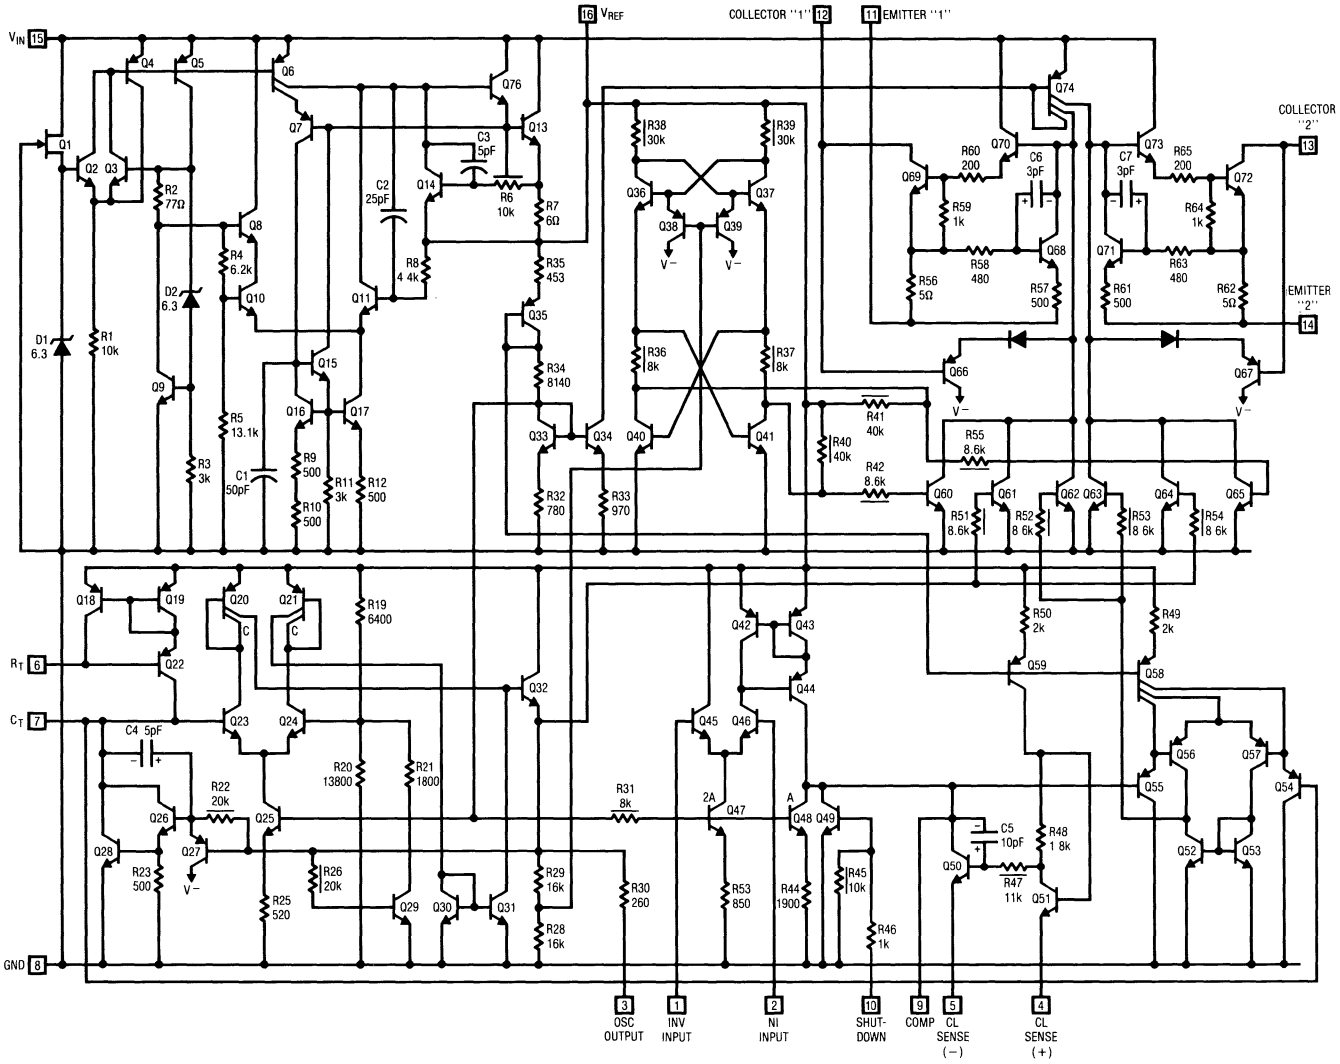 16 VREF
COLLECTOR "1" 12
11 EMITTER "1"
VIN 15
Q4
Q5
Q6
Q76
Q74
COLLECTOR
"2"
13
Q1
Q2
Q3
Q7
C3
5pF
Q13
R38
30k
R39
30k
Q70
R60
200
C6
3pF
C7
3pF
Q73
R65
200
R2
77Ω
C2
25pF
Q14
R6
10k
Q36
Q37
Q69
Q72
Q8
R7
6Ω
Q38
Q39
R59
1k
R64
1k
R4
6.2k
V−
V−
R58
480
Q68
Q71
R63
480
R8
4 4k
R35
453
D2
6.3
Q10
Q11
R56
5Ω
R57
500
R61
500
R62
5Ω
EMITTER
"2"
14
Q35
D1
6.3
R1
10k
Q15
R34
8140
R36
8k
R37
8k
Q66
Q67
Q9
V−
V−
Q16
Q17
R41
40k
R5
13.1k
Q33
Q34
Q40
Q41
R40
40k
R55
8.6k
R3
3k
C1
50pF
R9
500
R11
3k
R12
500
R42
8.6k
R10
500
R32
780
R33
970
Q60
Q61
Q62
Q63
Q64
Q65
R51
8.6k
R52
8 6k
R53
8 6k
R54
8 6k
Q18
Q19
Q20
Q21
R19
6400
C
C
Q42
Q43
R50
2k
R49
2k
RT 6
Q22
Q59
Q58
Q32
Q44
CT 7
Q23
Q24
Q45
Q46
C4 5pF
R20
13800
R21
1800
Q56
Q57
R22
20k
R31
8k
2A
Q47
A
Q48
Q49
Q55
Q54
Q26
Q25
C5
10pF
R48
1 8k
Q28
Q27
Q50
Q52
Q53
R23
500
V−
R26
20k
R29
16k
R30
260
R53
850
R44
1900
R45
10k
R47
11k
Q51
R25
520
Q29
Q30
Q31
R28
16k
R46
1k
GND 8
3
OSC
OUTPUT
1
INV
INPUT
2
NI
INPUT
10
SHUT-
DOWN
9
COMP
5
CL
SENSE
(−)
4
CL
SENSE
(+)